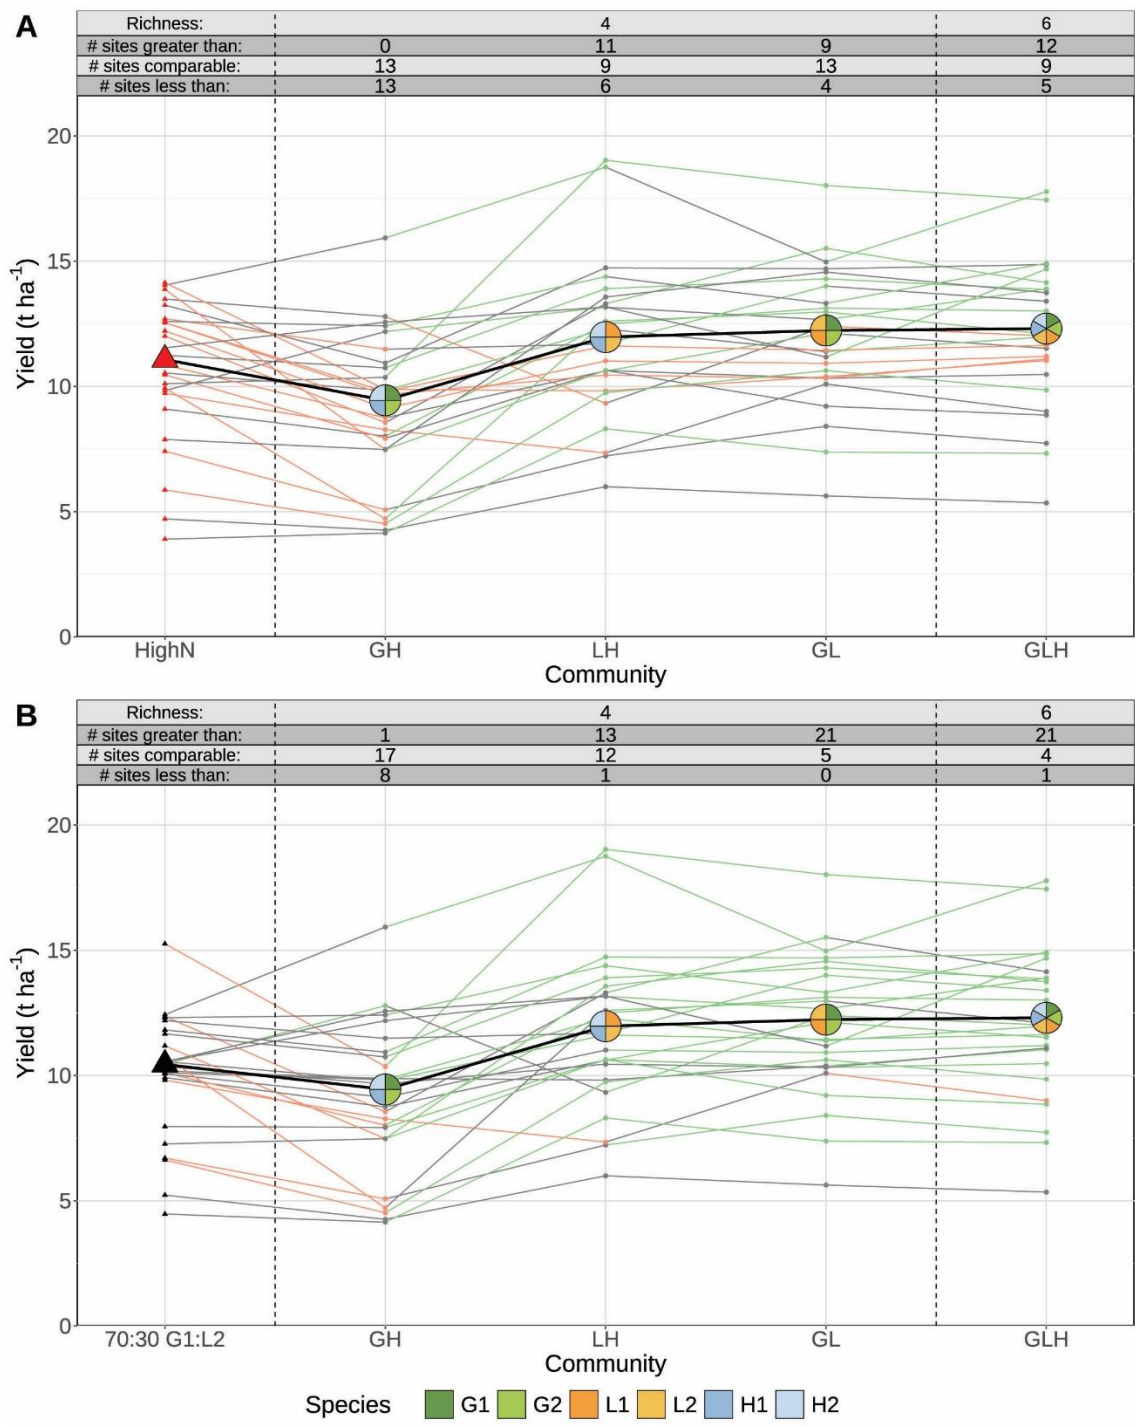 A
Richness: 4 6
# sites greater than: 0 11 9 12
# sites comparable: 13 9 13 9
# sites less than: 13 6 4 5
20
15
10
5
0
Yield (t ha⁻¹)
HighN GH LH GL GLH
Community
B
Richness: 4 6
# sites greater than: 1 13 21 21
# sites comparable: 17 12 5 4
# sites less than: 8 1 0 1
20
15
10
5
0
Yield (t ha⁻¹)
70:30 G1:L2 GH LH GL GLH
Community
Species G1 G2 L1 L2 H1 H2